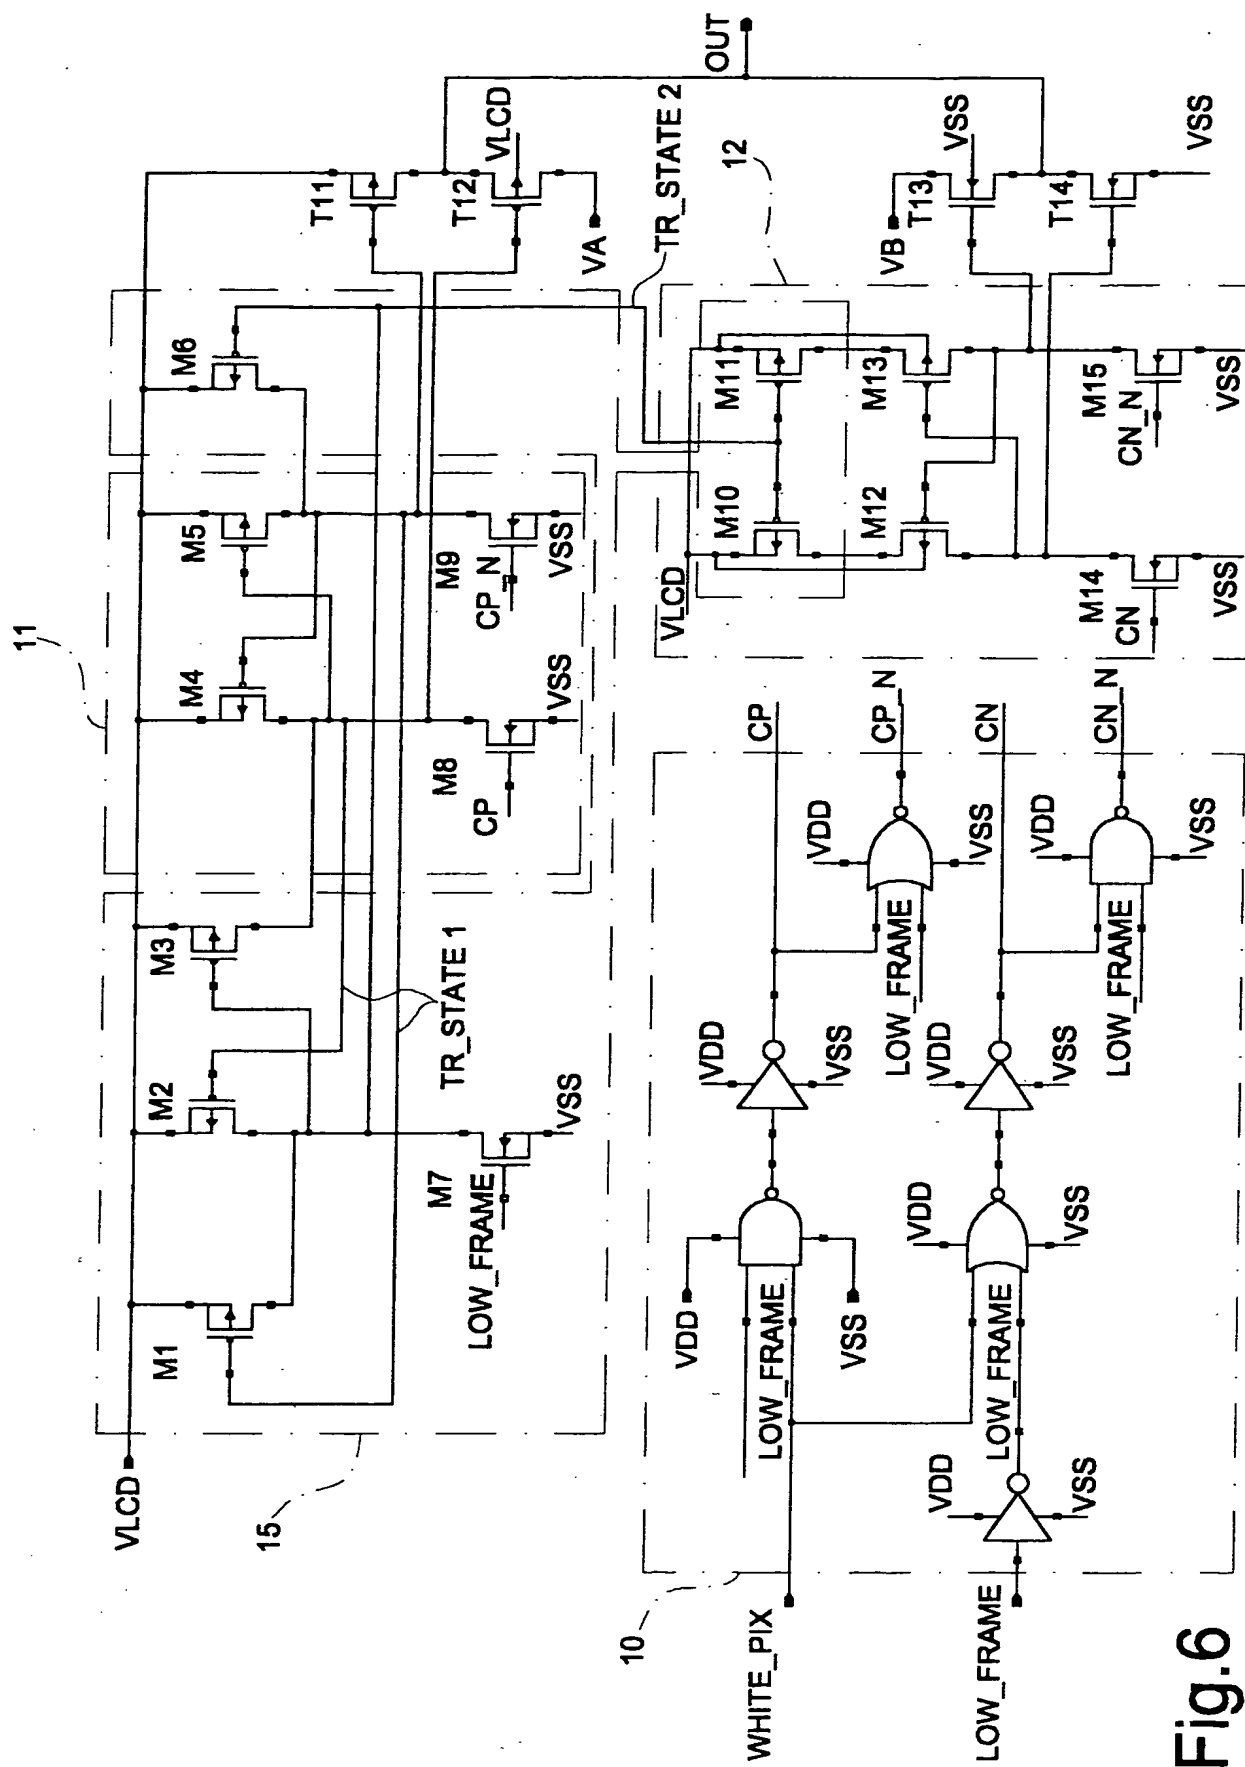 VLCD
15
M1
M2
M3
M7
LOW_FRAME
VSS
TR_STATE 1
11
M4
M5
M6
M8
CP
VSS
M9
CP_N
VSS
T11
T12
VLCD
VA
TR_STATE 2
OUT
12
VLCD
M10
M11
M12
M13
M14
CN
VSS
M15
CN_N
VSS
VB
T13
VSS
T14
VSS
10
WHITE_PIX
LOW_FRAME
VDD
VSS
LOW_FRAME
VDD
VSS
LOW_FRAME
VDD
VSS
VDD
VSS
VDD
VSS
LOW_FRAME
VDD
VSS
LOW_FRAME
VDD
VSS
CP
CP_N
CN
CN_N
Fig.6